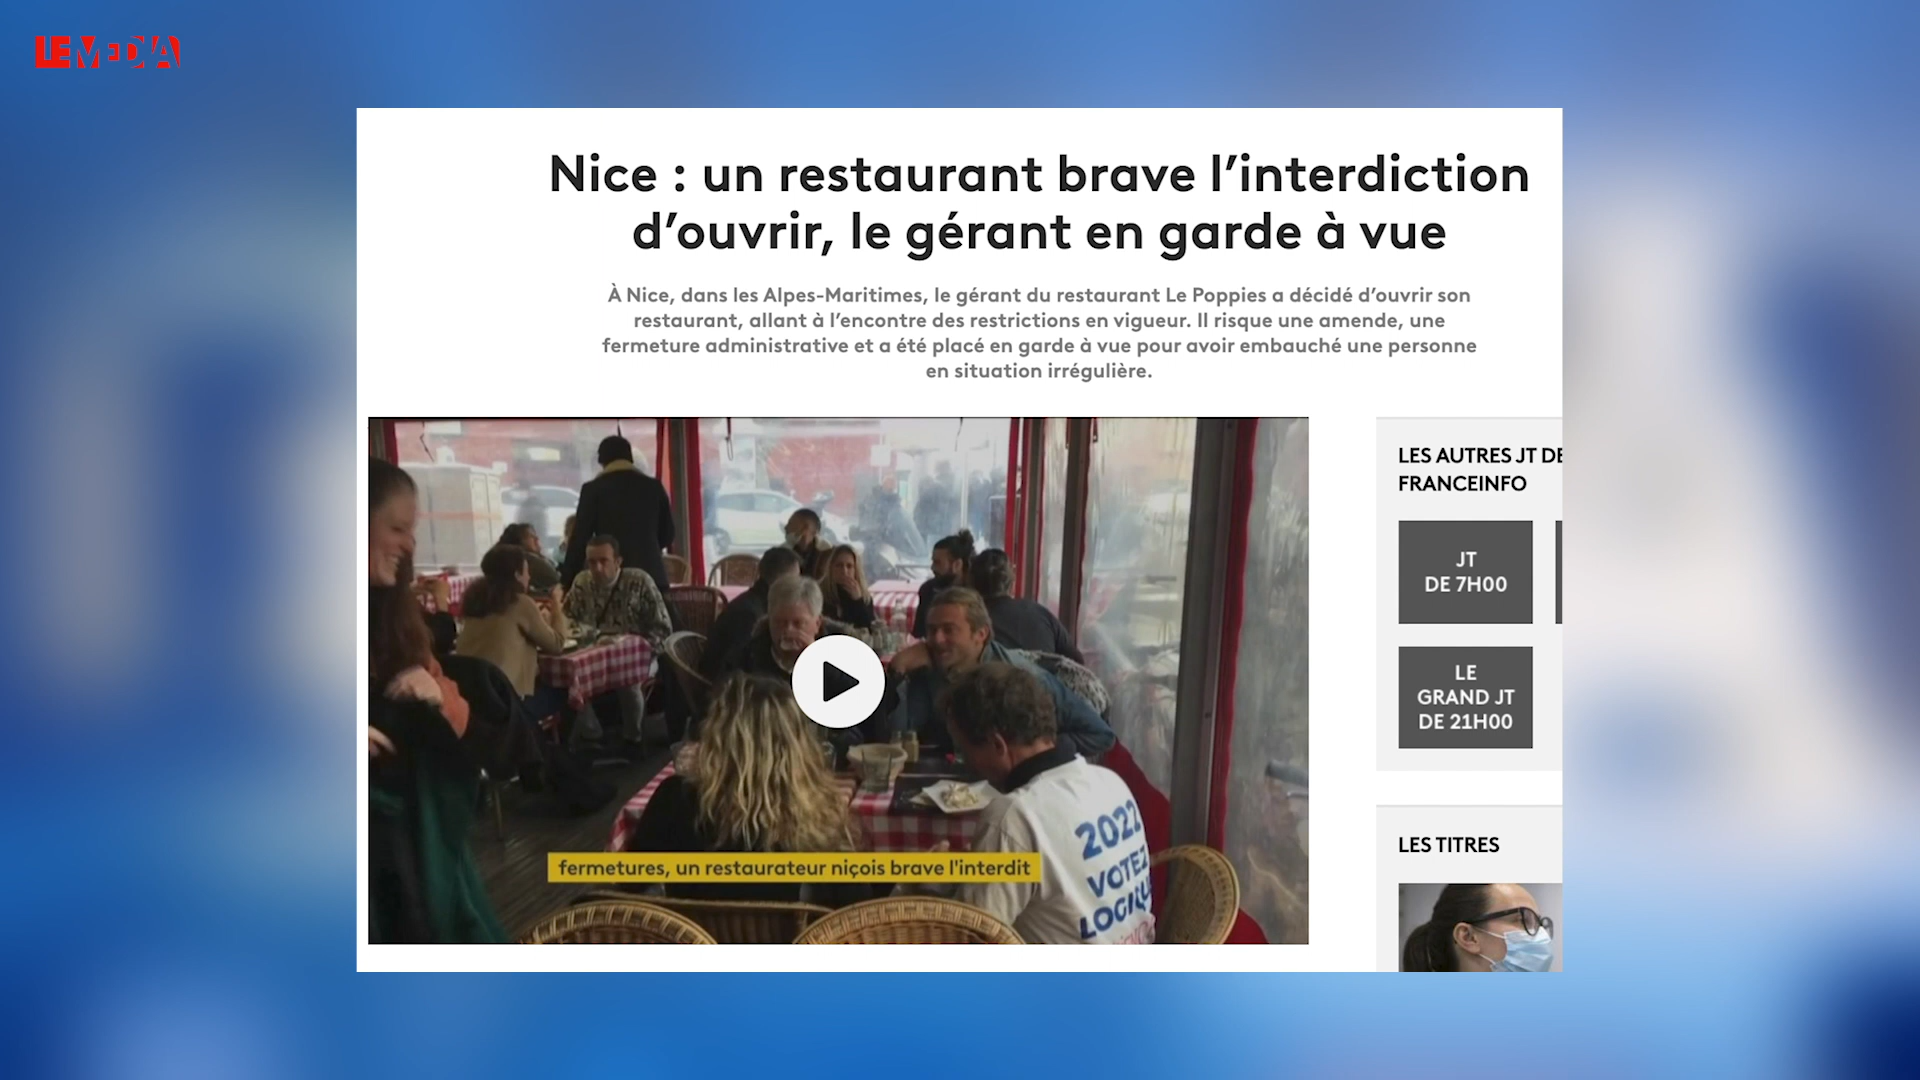 LEMEDIA
Nice : un restaurant brave l’interdiction
d’ouvrir, le gérant en garde à vue
À Nice, dans les Alpes-Maritimes, le gérant du restaurant Le Poppies a décidé d’ouvrir son
restaurant, allant à l’encontre des restrictions en vigueur. Il risque une amende, une
fermeture administrative et a été placé en garde à vue pour avoir embauché une personne
en situation irrégulière.
fermetures, un restaurateur niçois brave l'interdit
2022
VOTEZ
LES AUTRES JT DE
FRANCEINFO
JT
DE 7H00
LE
GRAND JT
DE 21H00
LES TITRES